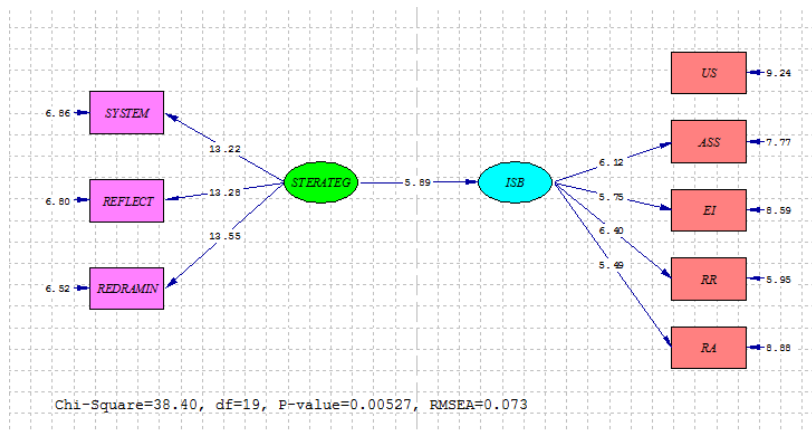 US
9.24
6.86
SYSTEM
ASS
7.77
13.22
6.12
STERATEG
5.89
ISB
6.80
REFLECT
13.28
5.75
EI
8.59
13.55
6.40
6.52
REDRAMIN
5.49
RR
5.95
RA
8.88
Chi-Square=38.40, df=19, P-value=0.00527, RMSEA=0.073